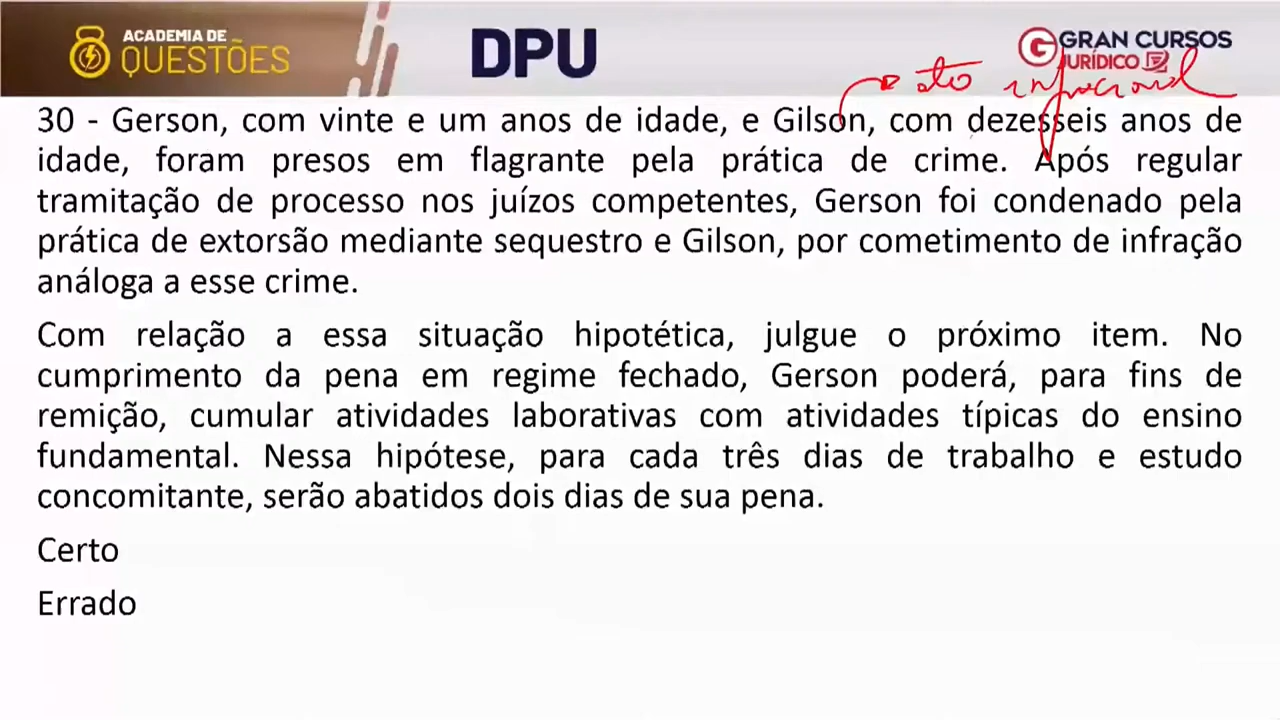 ACADEMIA DE
QUESTÕES
DPU
GRAN CURSOS
JURÍDICO
ato infracional
30 - Gerson, com vinte e um anos de idade, e Gilson, com dezesseis anos de
idade, foram presos em flagrante pela prática de crime. Após regular
tramitação de processo nos juízos competentes, Gerson foi condenado pela
prática de extorsão mediante sequestro e Gilson, por cometimento de infração
análoga a esse crime.
Com relação a essa situação hipotética, julgue o próximo item. No
cumprimento da pena em regime fechado, Gerson poderá, para fins de
remição, cumular atividades laborativas com atividades típicas do ensino
fundamental. Nessa hipótese, para cada três dias de trabalho e estudo
concomitante, serão abatidos dois dias de sua pena.
Certo
Errado